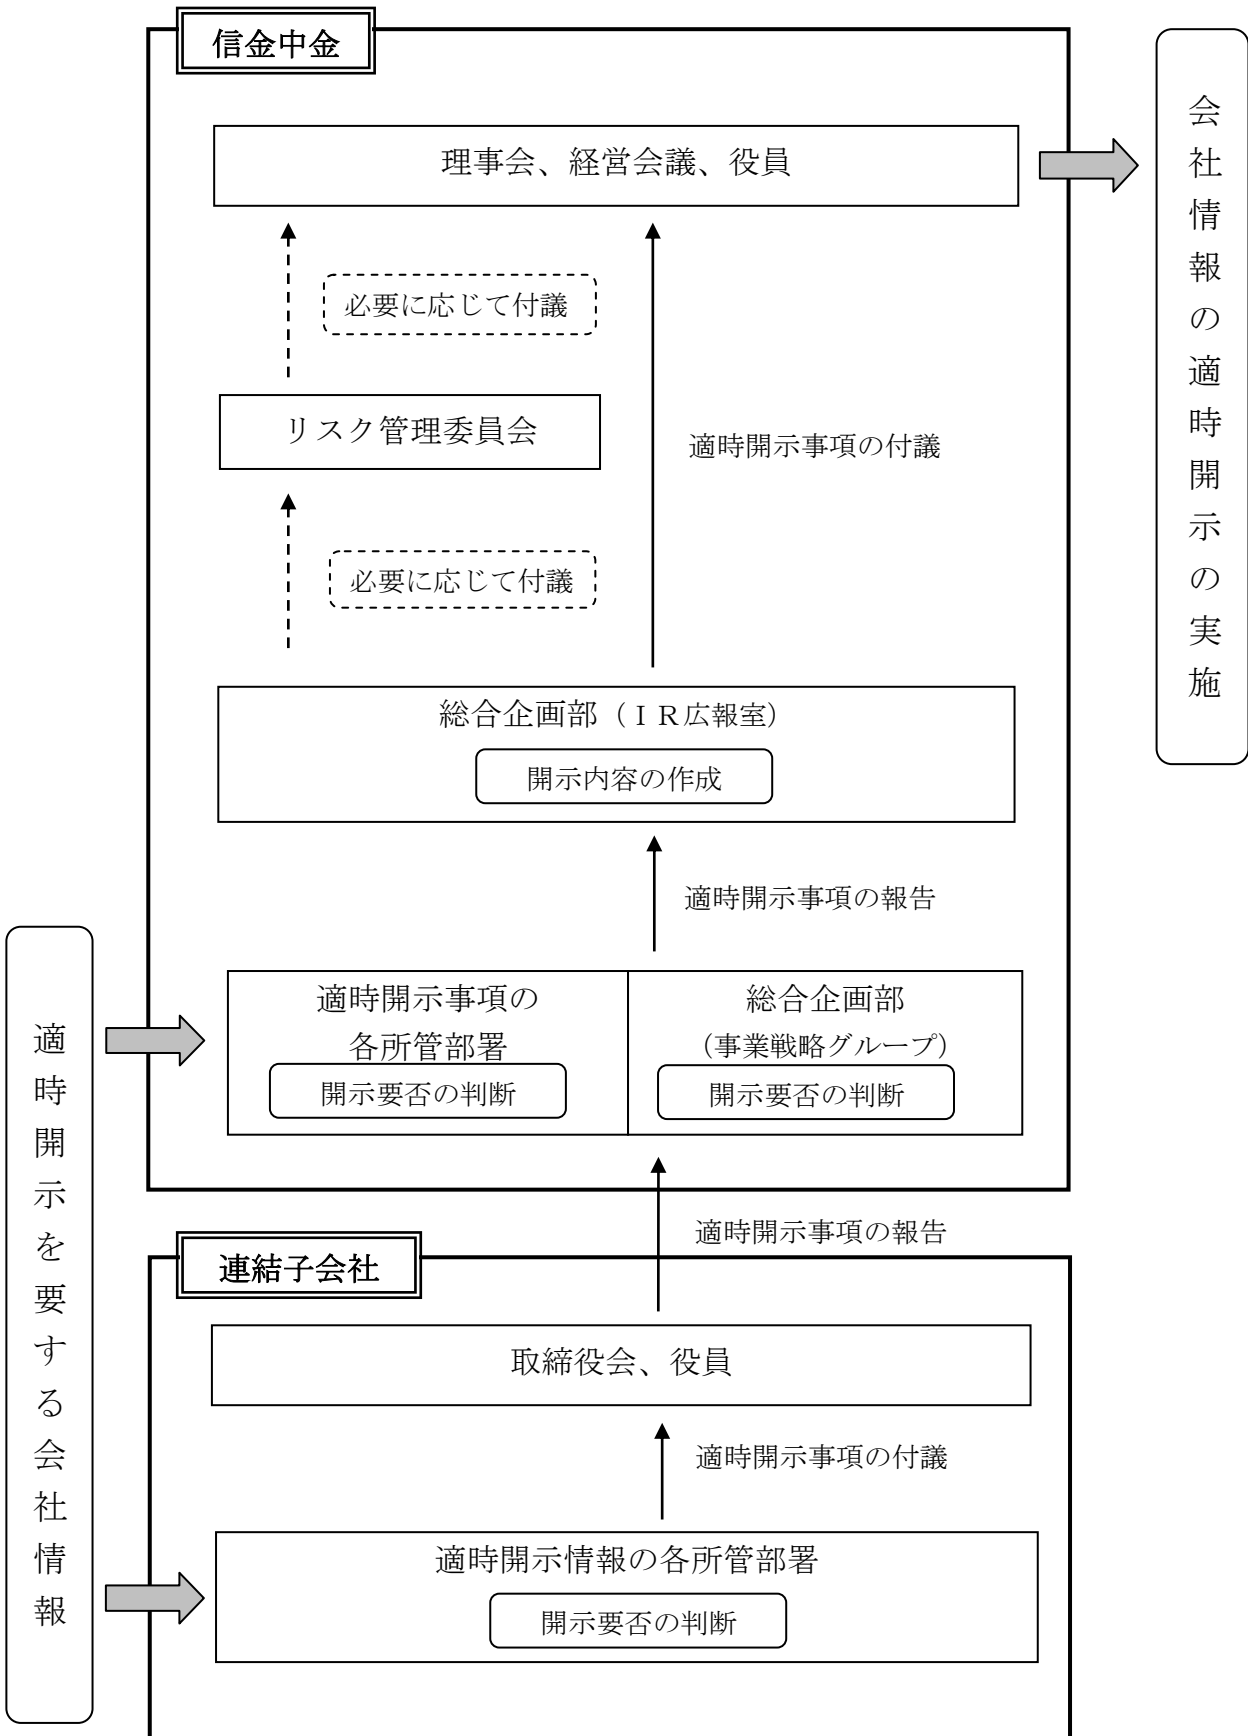 信金中金
理事会、経営会議、役員
必要に応じて付議
リスク管理委員会
適時開示事項の付議
必要に応じて付議
総合企画部（ＩＲ広報室）
開示内容の作成
適時開示事項の報告
適時開示事項の
各所管部署
開示要否の判断
総合企画部
（事業戦略グループ）
開示要否の判断
適時開示事項の報告
連結子会社
取締役会、役員
適時開示事項の付議
適時開示情報の各所管部署
開示要否の判断
適時開示を要する会社情報
会社情報の適時開示の実施